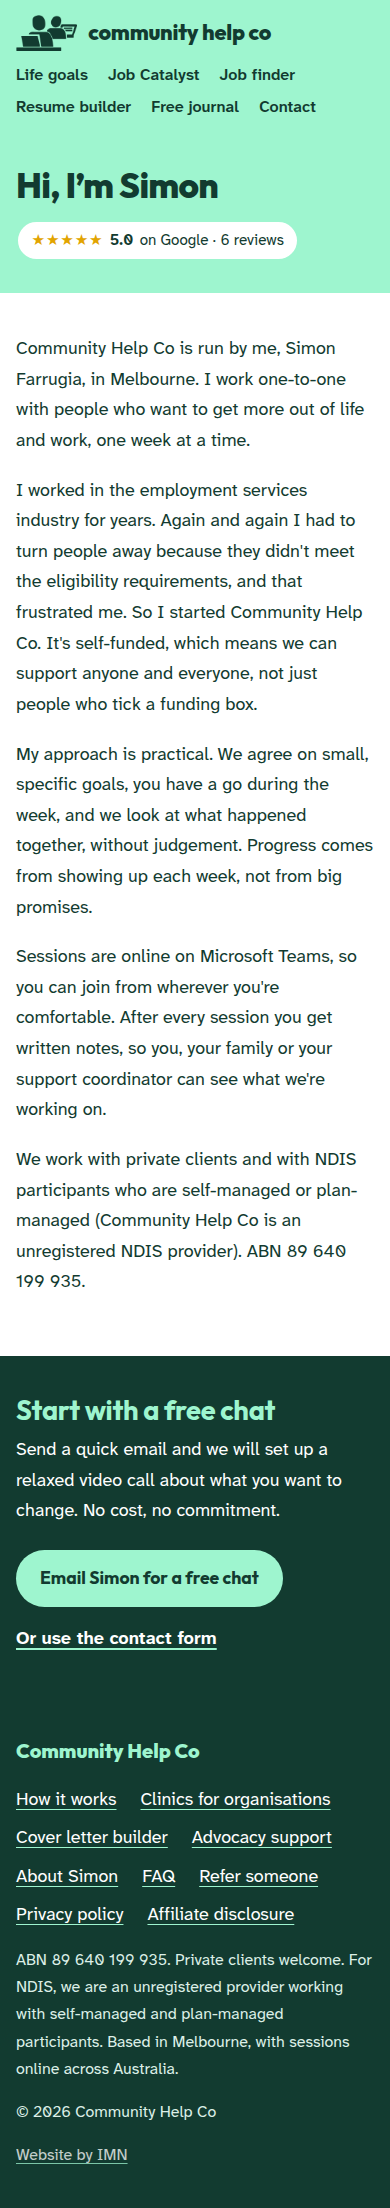 community help co
Life goals Job Catalyst Job finder
Resume builder Free journal Contact
Hi, I’m Simon
★★★★★ 5.0 on Google · 6 reviews
Community Help Co is run by me, Simon
Farrugia, in Melbourne. I work one-to-one
with people who want to get more out of life
and work, one week at a time.
I worked in the employment services
industry for years. Again and again I had to
turn people away because they didn't meet
the eligibility requirements, and that
frustrated me. So I started Community Help
Co. It's self-funded, which means we can
support anyone and everyone, not just
people who tick a funding box.
My approach is practical. We agree on small,
specific goals, you have a go during the
week, and we look at what happened
together, without judgement. Progress comes
from showing up each week, not from big
promises.
Sessions are online on Microsoft Teams, so
you can join from wherever you're
comfortable. After every session you get
written notes, so you, your family or your
support coordinator can see what we're
working on.
We work with private clients and with NDIS
participants who are self-managed or plan-
managed (Community Help Co is an
unregistered NDIS provider). ABN 89 640
199 935.
Start with a free chat
Send a quick email and we will set up a
relaxed video call about what you want to
change. No cost, no commitment.
Email Simon for a free chat
Or use the contact form
Community Help Co
How it works Clinics for organisations
Cover letter builder Advocacy support
About Simon FAQ Refer someone
Privacy policy Affiliate disclosure
ABN 89 640 199 935. Private clients welcome. For
NDIS, we are an unregistered provider working
with self-managed and plan-managed
participants. Based in Melbourne, with sessions
online across Australia.
© 2026 Community Help Co
Website by IMN